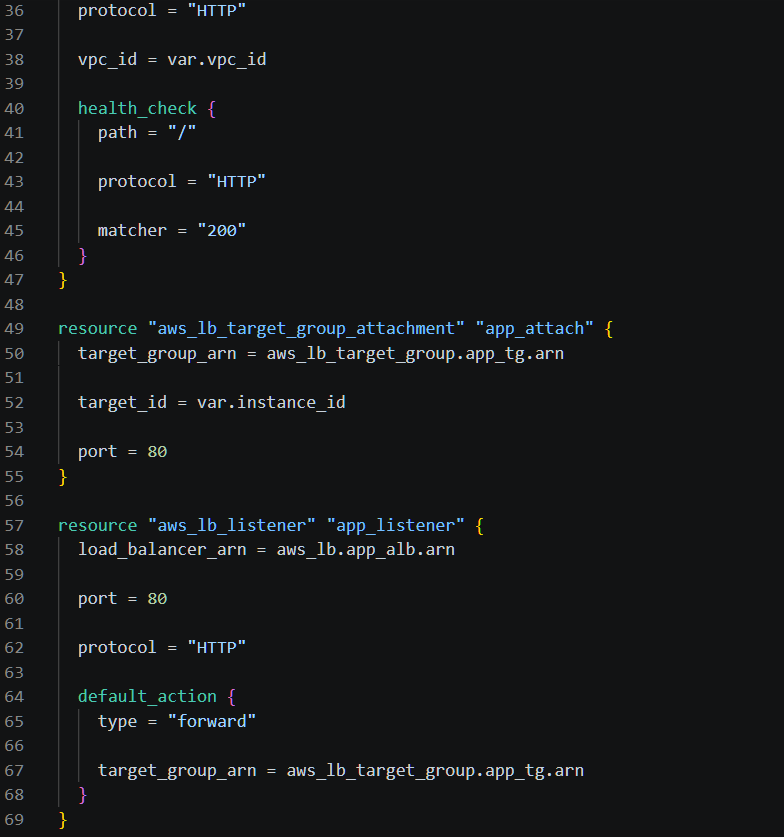 36 protocol = "HTTP"
37
38 vpc_id = var.vpc_id
39
40 health_check {
41 path = "/"
42
43 protocol = "HTTP"
44
45 matcher = "200"
46 }
47 }
48
49 resource "aws_lb_target_group_attachment" "app_attach" {
50 target_group_arn = aws_lb_target_group.app_tg.arn
51
52 target_id = var.instance_id
53
54 port = 80
55 }
56
57 resource "aws_lb_listener" "app_listener" {
58 load_balancer_arn = aws_lb.app_alb.arn
59
60 port = 80
61
62 protocol = "HTTP"
63
64 default_action {
65 type = "forward"
66
67 target_group_arn = aws_lb_target_group.app_tg.arn
68 }
69 }